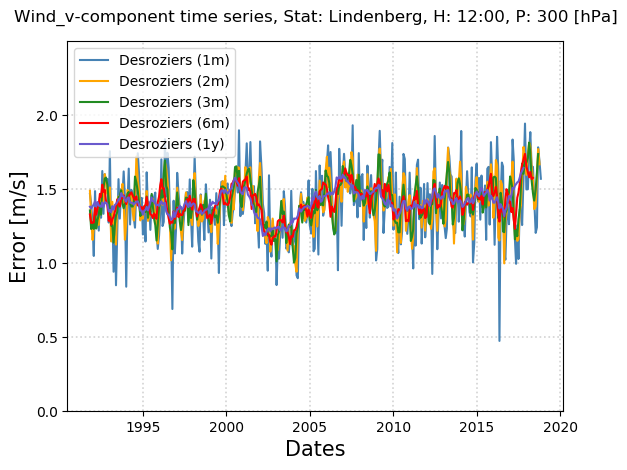 Wind_v-component time series, Stat: Lindenberg, H: 12:00, P: 300 [hPa]
Desroziers (1m)
Desroziers (2m)
Desroziers (3m)
Desroziers (6m)
Desroziers (1y)
Error [m/s]
2.0
1.5
1.0
0.5
0.0
1995 2000 2005 2010 2015 2020
Dates